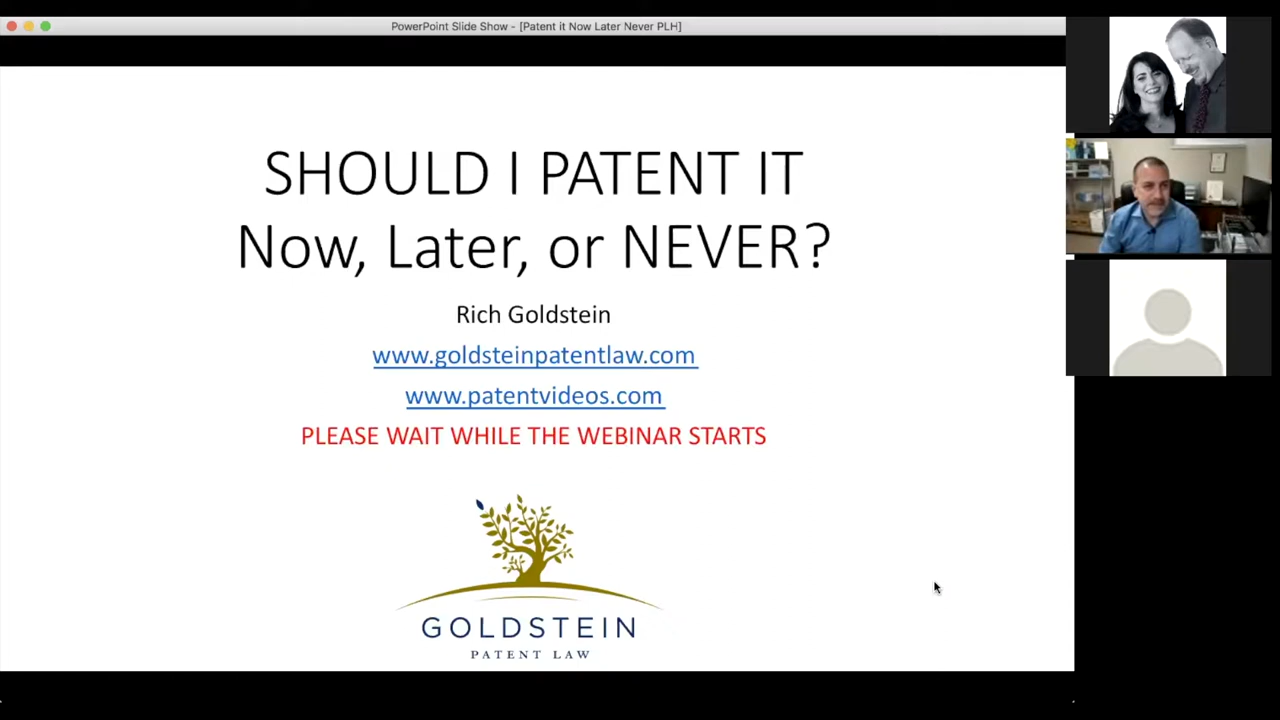 PowerPoint Slide Show - [Patent it Now Later Never PLH]
SHOULD I PATENT IT
Now, Later, or NEVER?
Rich Goldstein
www.goldsteinpatentlaw.com
www.patentvideos.com
PLEASE WAIT WHILE THE WEBINAR STARTS
GOLDSTEIN
PATENT LAW